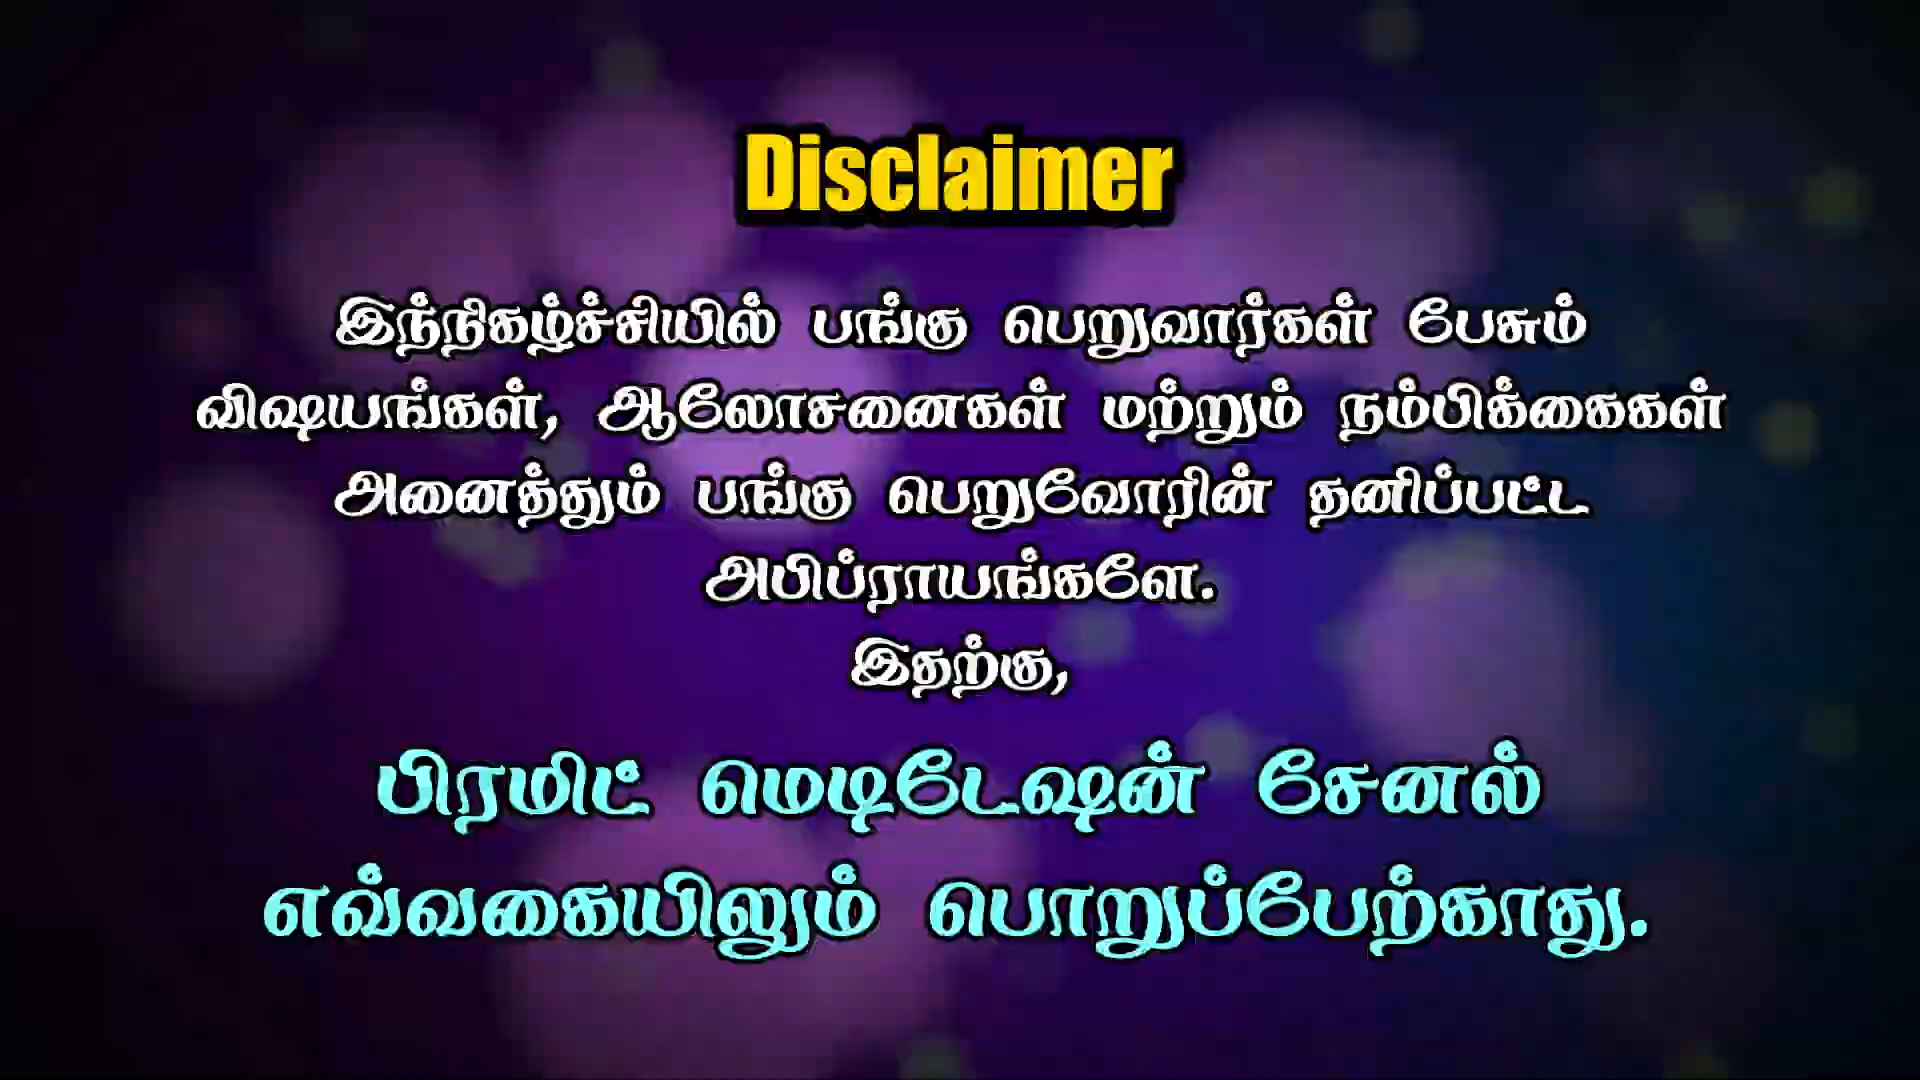 Disclaimer
இந்நிகழ்ச்சியில் பங்கு பெறுவார்கள் பேசும்
விஷயங்கள், ஆலோசனைகள் மற்றும் நம்பிக்கைகள்
அனைத்தும் பங்கு பெறுவோரின் தனிப்பட்ட
அபிப்ராயங்களே.
இதற்கு,
பிரமிட் மெடிடேஷன் சேனல்
எவ்வகையிலும் பொறுப்பேற்காது.